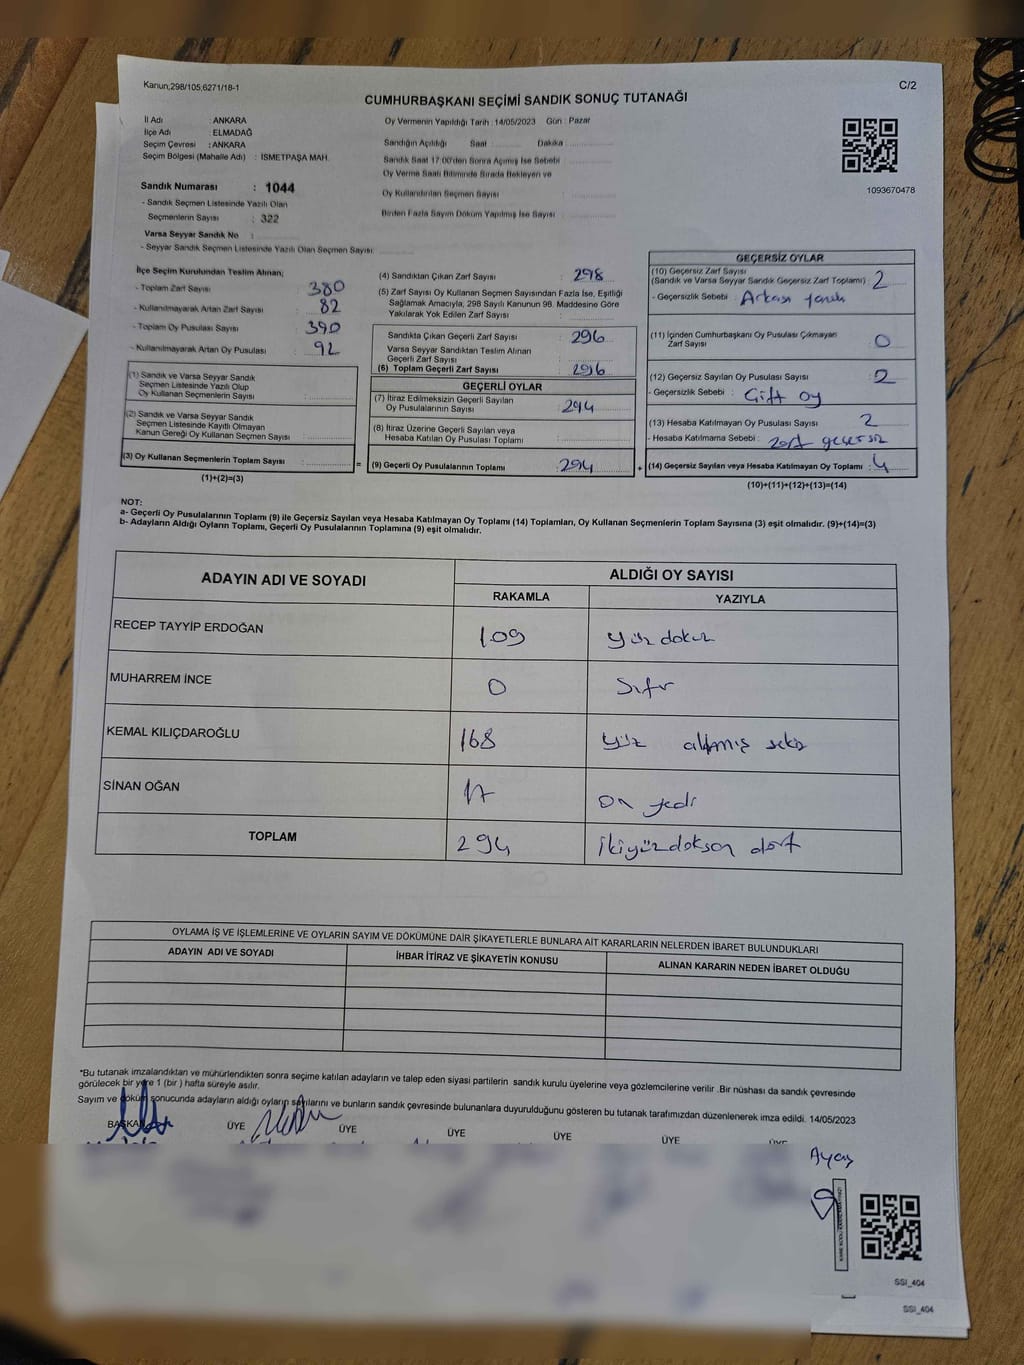 Kanun,298/105,6271/18-1
C/2
CUMHURBAŞKANI SEÇİMİ SANDIK SONUÇ TUTANAĞI
İl Adı : ANKARA
İlçe Adı : ELMADAĞ
Seçim Çevresi : ANKARA
Seçim Bölgesi (Mahalle Adı) : İSMETPAŞA MAH.
Sandık Numarası : 1044
- Sandık Seçmen Listesinde Yazılı Olan
Seçmenlerin Sayısı : 322
Varsa Seyyar Sandık No :
- Seyyar Sandık Seçmen Listesinde Yazılı Olan Seçmen Sayısı:
Oy Vermenin Yapıldığı Tarih : 14/05/2023 Gün : Pazar
Sandığın Açıldığı Saat Dakika
Sandık Saat 17:00'den Sonra Açılmış İse Sebebi
Oy Verme Saati Bitiminde Sırada Bekleyen ve
Oy Kullandırılan Seçmen Sayısı :
Birden Fazla Sayım Döküm Yapılmış İse Sayısı :
1093670478
İlçe Seçim Kurulundan Teslim Alınan;
- Toplam Zarf Sayısı : 380
- Kullanılmayarak Artan Zarf Sayısı : 82
- Toplam Oy Pusulası Sayısı : 390
- Kullanılmayarak Artan Oy Pusulası : 92
(1) Sandık ve Varsa Seyyar Sandık
Seçmen Listesinde Yazılı Olup
Oy Kullanan Seçmenlerin Sayısı :
(2) Sandık ve Varsa Seyyar Sandık
Seçmen Listesinde Kayıtlı Olmayan
Kanun Gereği Oy Kullanan Seçmen Sayısı :
(3) Oy Kullanan Seçmenlerin Toplam Sayısı :
(1)+(2)=(3)
(4) Sandıktan Çıkan Zarf Sayısı : 298
(5) Zarf Sayısı Oy Kullanan Seçmen Sayısından Fazla İse, Eşitliği
Sağlamak Amacıyla, 298 Sayılı Kanunun 98. Maddesine Göre
Yakılarak Yok Edilen Zarf Sayısı :
Sandıkta Çıkan Geçerli Zarf Sayısı : 296
Varsa Seyyar Sandıktan Teslim Alınan
Geçerli Zarf Sayısı :
(6) Toplam Geçerli Zarf Sayısı : 296
GEÇERLİ OYLAR
(7) İtiraz Edilmeksizin Geçerli Sayılan
Oy Pusulalarının Sayısı : 294
(8) İtiraz Üzerine Geçerli Sayılan veya
Hesaba Katılan Oy Pusulası Toplamı :
= (9) Geçerli Oy Pusulalarının Toplamı : 294 +
GEÇERSİZ OYLAR
(10) Geçersiz Zarf Sayısı
(Sandık ve Varsa Seyyar Sandık Geçersiz Zarf Toplamı) : 2
- Geçersizlik Sebebi : Arkası
(11) İçinden Cumhurbaşkanı Oy Pusulası Çıkmayan
Zarf Sayısı : 0
(12) Geçersiz Sayılan Oy Pusulası Sayısı : 2
- Geçersizlik Sebebi : Çift oy
(13) Hesaba Katılmayan Oy Pusulası Sayısı : 2
- Hesaba Katılmama Sebebi : zarf geçersiz
(14) Geçersiz Sayılan veya Hesaba Katılmayan Oy Toplamı : 4
(10)+(11)+(12)+(13)=(14)
NOT:
a- Geçerli Oy Pusulasının Toplamı (9) ile Geçersiz Sayılan veya Hesaba Katılmayan Oy Toplamı (14) Toplamları, Oy Kullanan Seçmenlerin Toplam Sayısına (3) eşit olmalıdır. (9)+(14)=(3)
b- Adayların Aldığı Oyların Toplamı, Geçerli Oy Pusulalarının Toplamına (9) eşit olmalıdır.
ADAYIN ADI VE SOYADI ALDIĞI OY SAYISI
RAKAMLA YAZIYLA
RECEP TAYYİP ERDOĞAN 109 yüz dokuz
MUHARREM İNCE 0 Sıfır
KEMAL KILIÇDAROĞLU 168 yüz altmış sekiz
SİNAN OĞAN 17 on yedi
TOPLAM 294 ikiyüzdoksan dört
OYLAMA İŞ VE İŞLEMLERİNE VE OYLARIN SAYIM VE DÖKÜMÜNE DAİR ŞİKAYETLERLE BUNLARA AİT KARARLARIN NELERDEN İBARET BULUNDUKLARI
ADAYIN ADI VE SOYADI İHBAR İTİRAZ VE ŞİKAYETİN KONUSU ALINAN KARARIN NEDEN İBARET OLDUĞU
*Bu tutanak imzalandıktan ve mühürlendikten sonra seçime katılan adayların ve talep eden siyasi partilerin sandık kurulu üyelerine veya gözlemcilerine verilir .Bir nüshası da sandık çevresinde
görülecek bir yere 1 (bir ) hafta süreyle asılır.
Sayım ve döküm sonucunda adayların aldığı oyların sayılarını ve bunların sandık çevresinde bulunanlara duyurulduğunu gösteren bu tutanak tarafımızdan düzenlenerek imza edildi. 14/05/2023
BAŞKAN ÜYE ÜYE ÜYE ÜYE ÜYE ÜYE
SSI_404
SSI_404